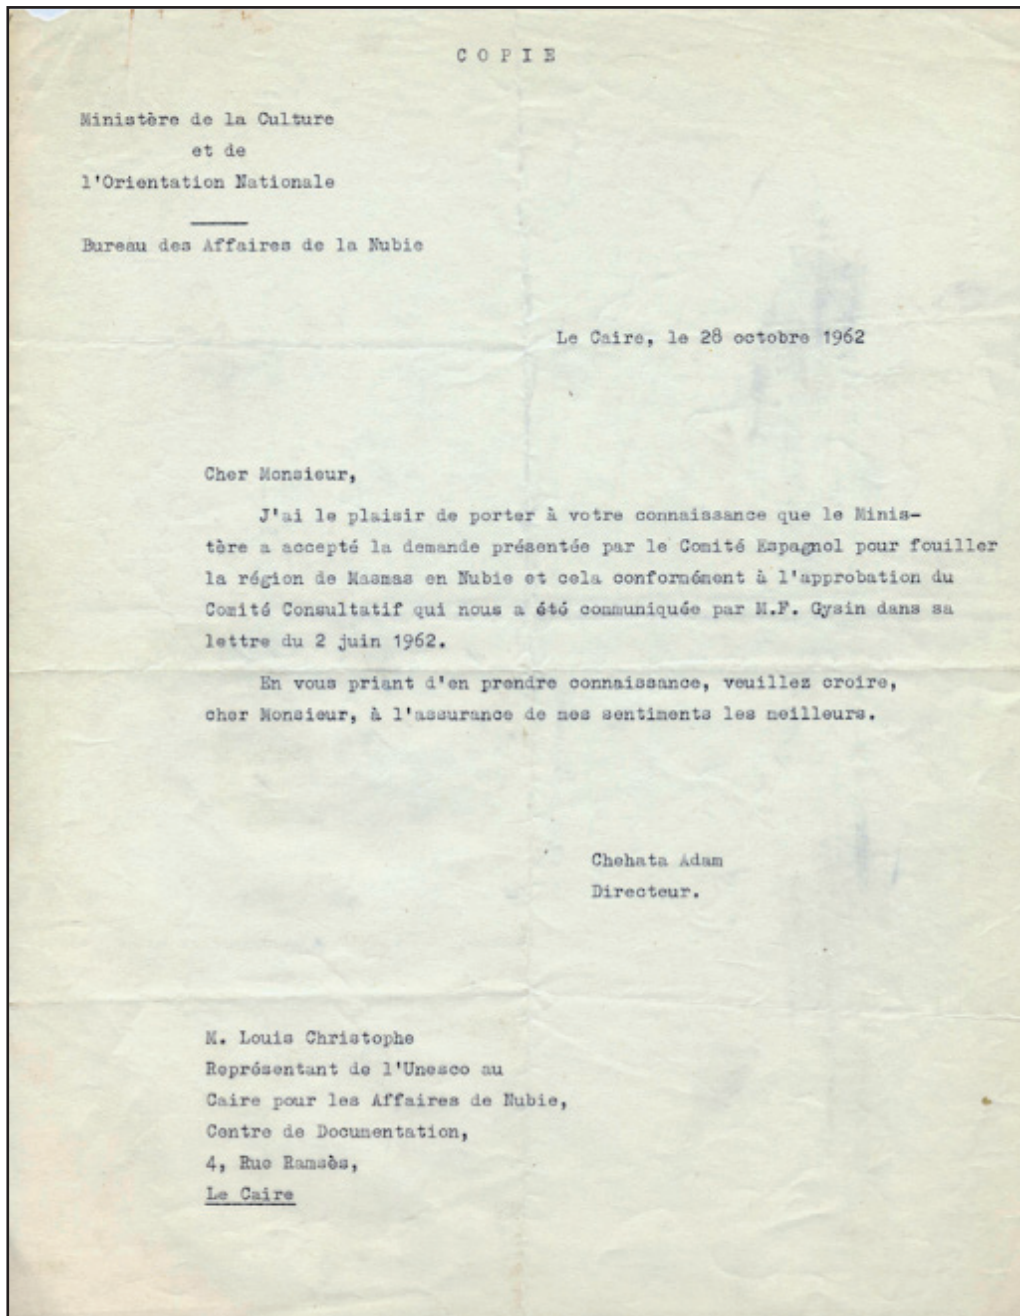 COPIE
Ministère de la Culture
et de
l'Orientation Nationale
Bureau des Affaires de la Nubie
Le Caire, le 28 octobre 1962
Cher Monsieur,
J'ai le plaisir de porter à votre connaissance que le Minis-
tère a accepté la demande présentée par le Comité Espagnol pour fouiller
la région de Masmas en Nubie et cela conformément à l'approbation du
Comité Consultatif qui nous a été communiquée par M.F. Gysin dans sa
lettre du 2 juin 1962.
En vous priant d'en prendre connaissance, veuillez croire,
cher Monsieur, à l'assurance de mes sentiments les meilleurs.
Chehata Adam
Directeur.
M. Louis Christophe
Représentant de l'Unesco au
Caire pour les Affaires de Nubie,
Centre de Documentation,
4, Rue Ramsès,
Le Caire